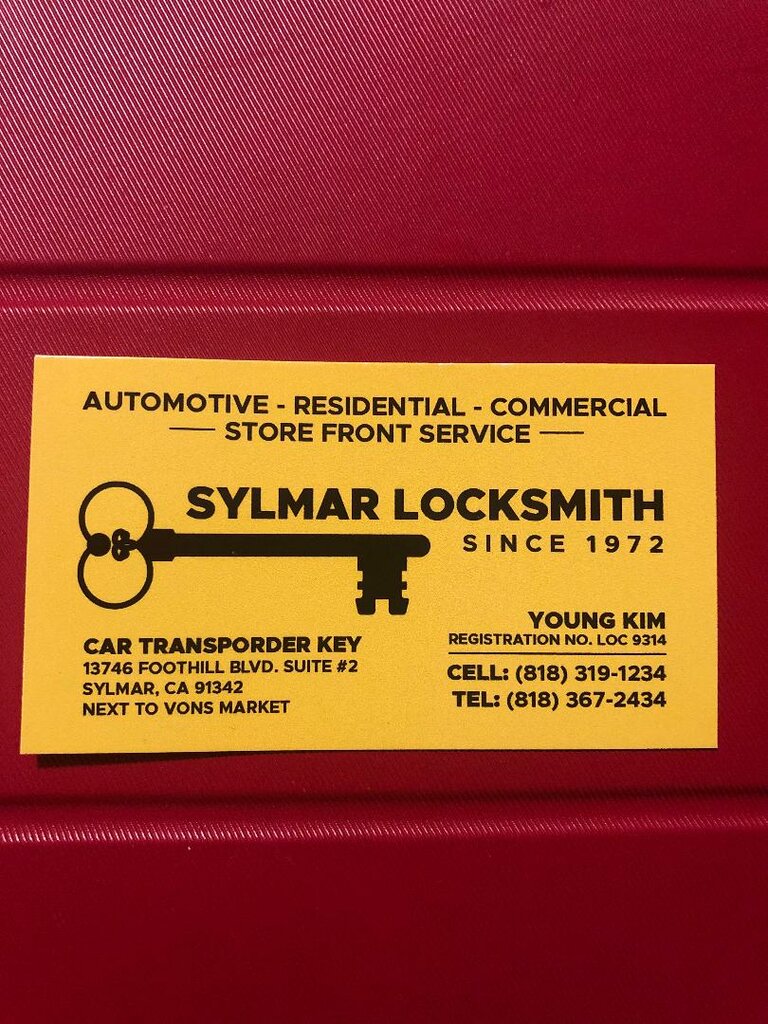 AUTOMOTIVE - RESIDENTIAL - COMMERCIAL
STORE FRONT SERVICE
SYLMAR LOCKSMITH
SINCE 1972
CAR TRANSPORDER KEY
13746 FOOTHILL BLVD. SUITE #2
SYLMAR, CA 91342
NEXT TO VONS MARKET
YOUNG KIM
REGISTRATION NO. LOC 9314
CELL: (818) 319-1234
TEL: (818) 367-2434